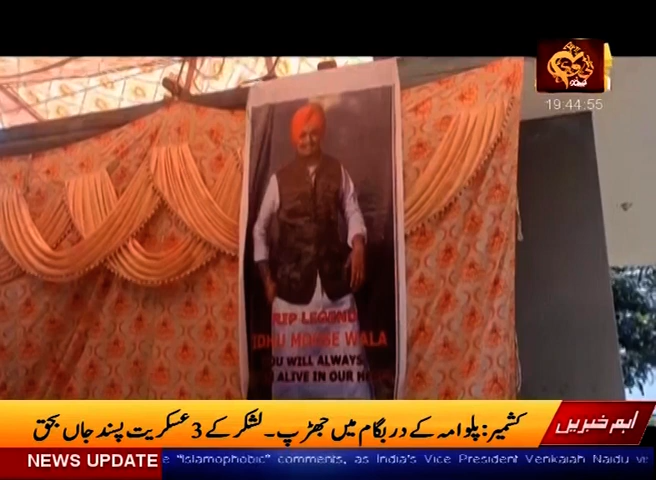 19:44:55
RIP LEGEND
IDHU MOOSE WALA
YOU WILL ALWAYS
ALIVE IN OUR
کشمیر: پلوامہ کے دربگام میں جھڑپ۔ لشکر کے 3 عسکریت پسند جاں بحق
اہم خبریں
NEWS UPDATE
e "Islamophobic" comments, as India's Vice President Venkaiah Naidu